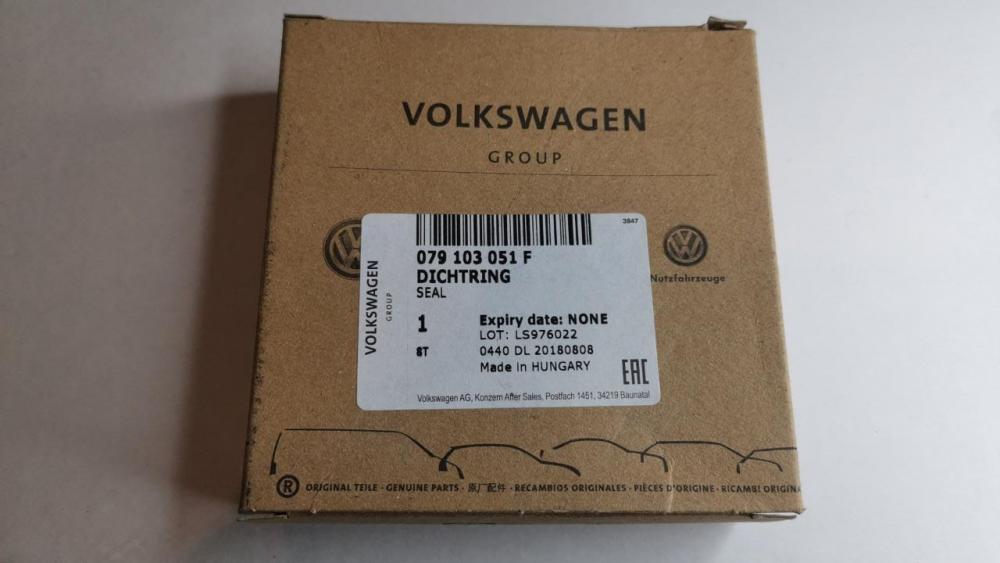 VOLKSWAGEN
GROUP
3847
079 103 051 F
DICHTRING
SEAL
VOLKSWAGEN
GROUP
1
ST
Expiry date: NONE
LOT: LS976022
0440 DL 20180808
Made in HUNGARY
EAC
Volkswagen AG, Konzern After Sales, Postfach 1451, 34219 Baunatal
Nutzfahrzeuge
® ORIGINAL TEILE · GENUINE PARTS · 原厂配件 · RECAMBIOS ORIGINALES · PIÈCES D'ORIGINE · RICAMBI ORIGINA